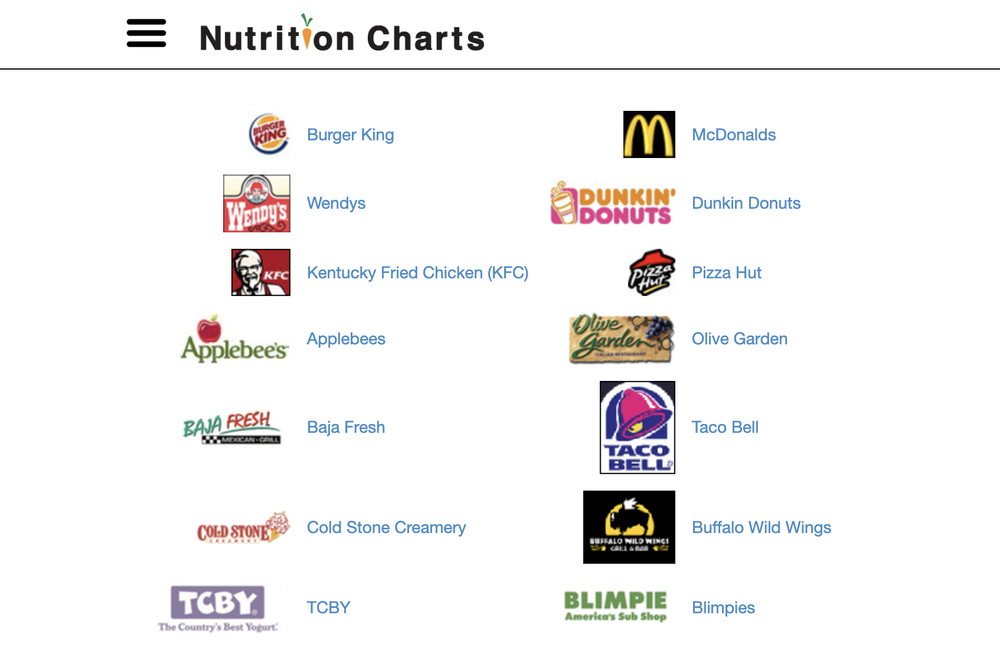 Nutrition Charts
BURGER
KING
Burger King
McDonalds
WENDY'S
Wendys
DUNKIN'
DONUTS
Dunkin Donuts
KFC
Kentucky Fried Chicken (KFC)
Pizza
Hut
Pizza Hut
Applebee's
Applebees
Olive
Garden
ITALIAN RESTAURANT
Olive Garden
BAJA FRESH
MEXICAN • GRILL
Baja Fresh
TACO
BELL
Taco Bell
COLD STONE
CREAMERY
Cold Stone Creamery
BUFFALO WILD WINGS
GRILL & BAR
Buffalo Wild Wings
TCBY
The Country's Best Yogurt.
TCBY
BLIMPIE
America's Sub Shop
Blimpies